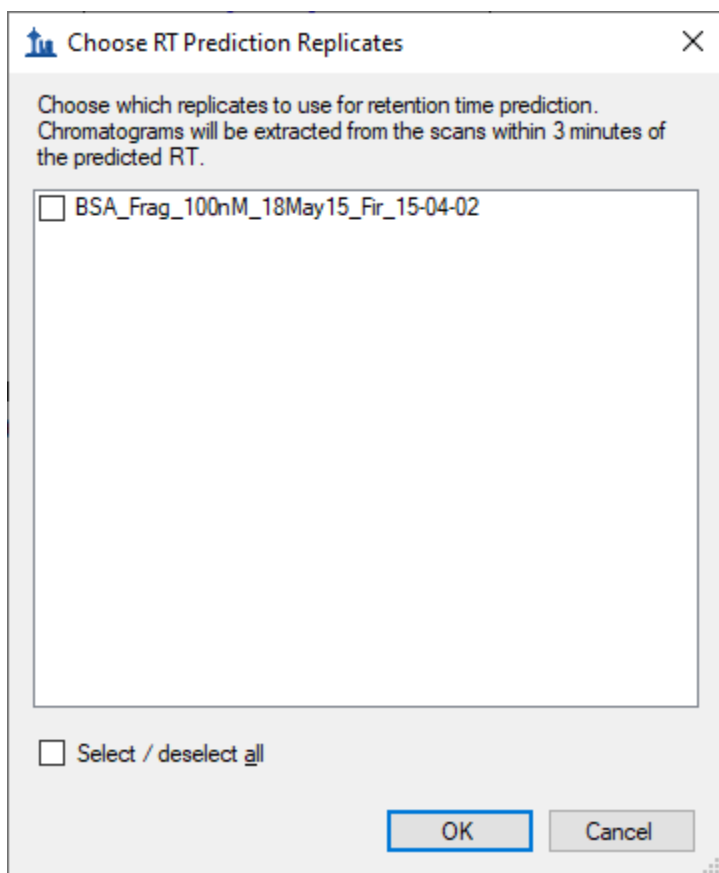 Choose RT Prediction Replicates
Choose which replicates to use for retention time prediction.
Chromatograms will be extracted from the scans within 3 minutes of
the predicted RT.
BSA_Frag_100nM_18May15_Fir_15-04-02
Select / deselect all
OK
Cancel